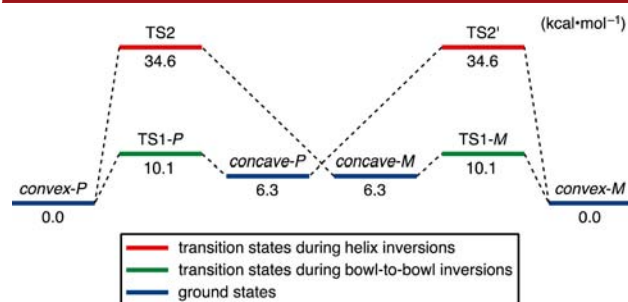 (kcal•mol⁻¹)
TS2
34.6
TS2'
34.6
TS1-P
10.1
TS1-M
10.1
concave-P
6.3
concave-M
6.3
convex-P
0.0
convex-M
0.0
transition states during helix inversions
transition states during bowl-to-bowl inversions
ground states